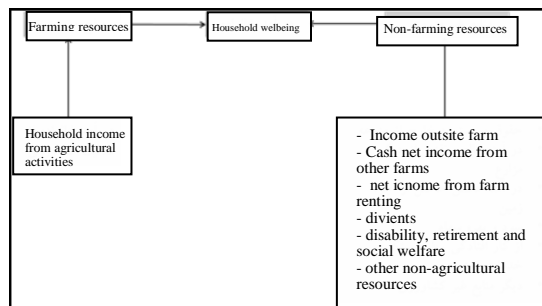 Farming resources
Household welbeing
Non-farming resources
Household income
from agricultural
activities
- Income outsite farm
- Cash net income from
other farms
- net icnome from farm
renting
- divients
- disability, retirement and
social welfare
- other non-agricultural
resources